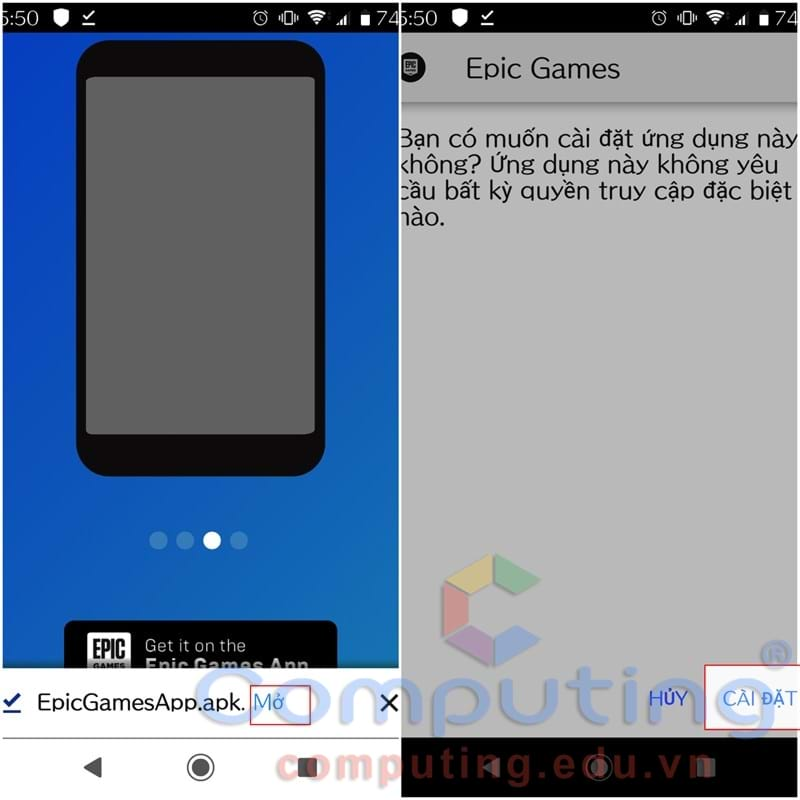 5:50
74
EPIC
GAMES
Get it on the
Epic Games App
EpicGamesApp.apk. Mở
5:50
74
EPIC
GAMES
Epic Games
Bạn có muốn cài đặt ứng dụng này
không? Ứng dụng này không yêu
cầu bất kỳ quyền truy cập đặc biệt
nào.
HỦY
CÀI ĐẶT
Computing®
computing.edu.vn